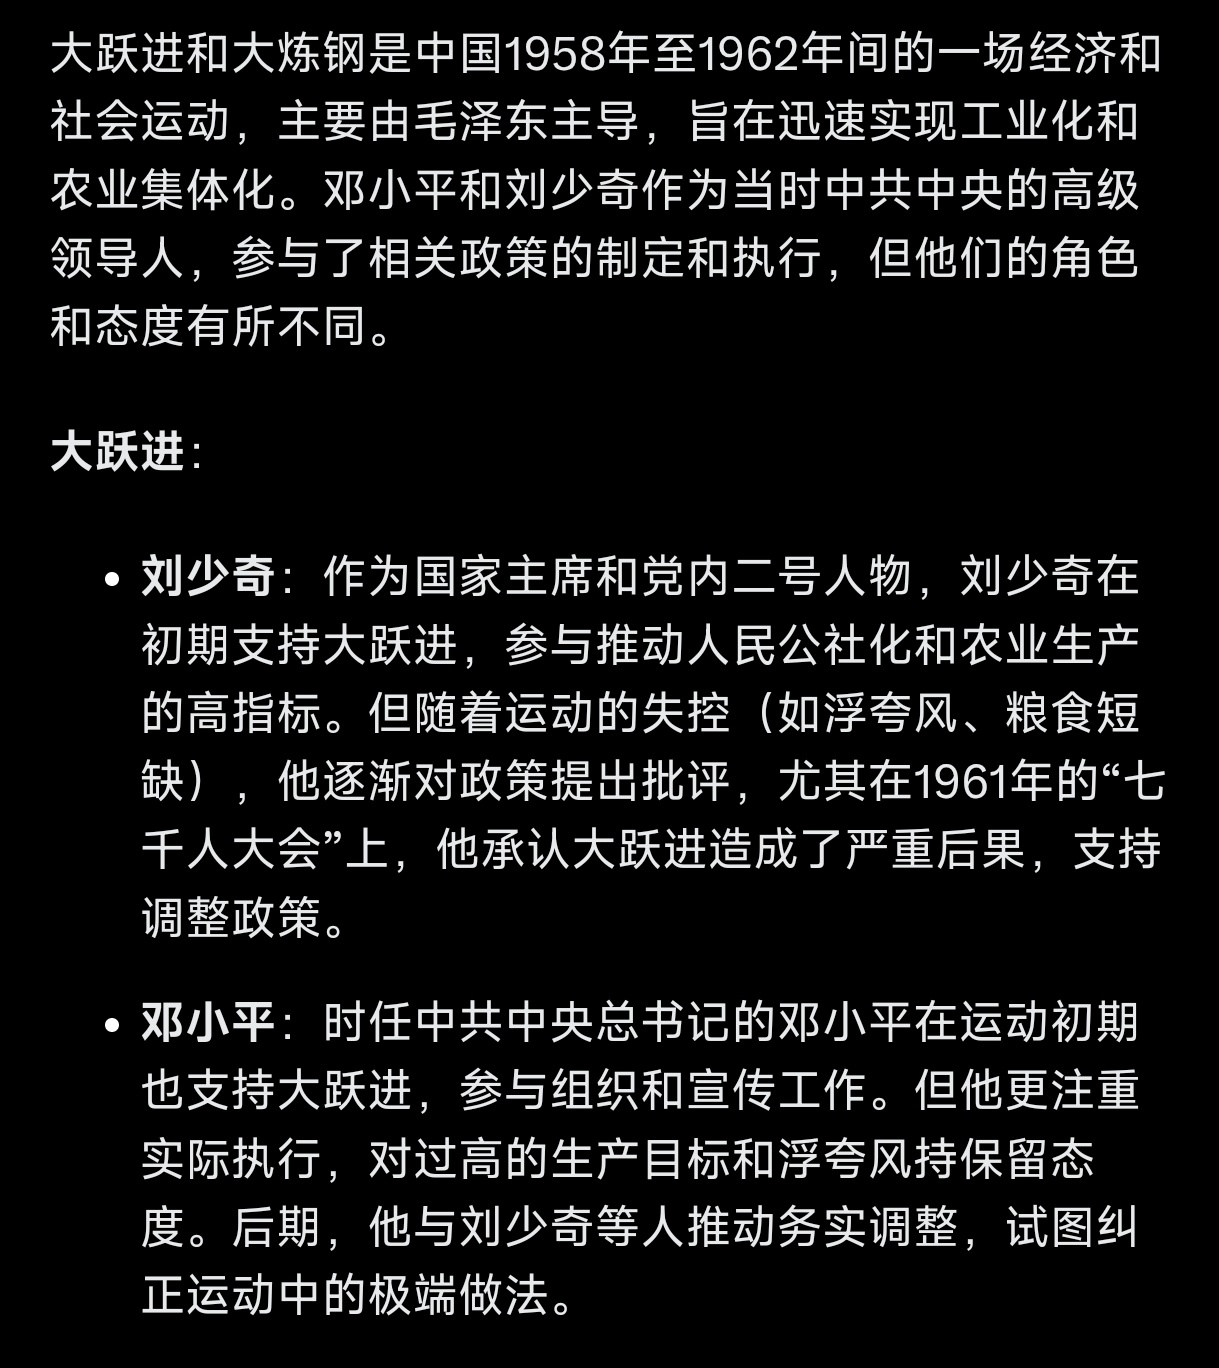 大跃进和大炼钢是中国1958年至1962年间的一场经济和
社会运动，主要由毛泽东主导，旨在迅速实现工业化和
农业集体化。邓小平和刘少奇作为当时中共中央的高级
领导人，参与了相关政策的制定和执行，但他们的角色
和态度有所不同。
大跃进：
• 刘少奇：作为国家主席和党内二号人物，刘少奇在
初期支持大跃进，参与推动人民公社化和农业生产
的高指标。但随着运动的失控（如浮夸风、粮食短
缺），他逐渐对政策提出批评，尤其在1961年的“七
千人大会”上，他承认大跃进造成了严重后果，支持
调整政策。
• 邓小平：时任中共中央总书记的邓小平在运动初期
也支持大跃进，参与组织和宣传工作。但他更注重
实际执行，对过高的生产目标和浮夸风持保留态
度。后期，他与刘少奇等人推动务实调整，试图纠
正运动中的极端做法。